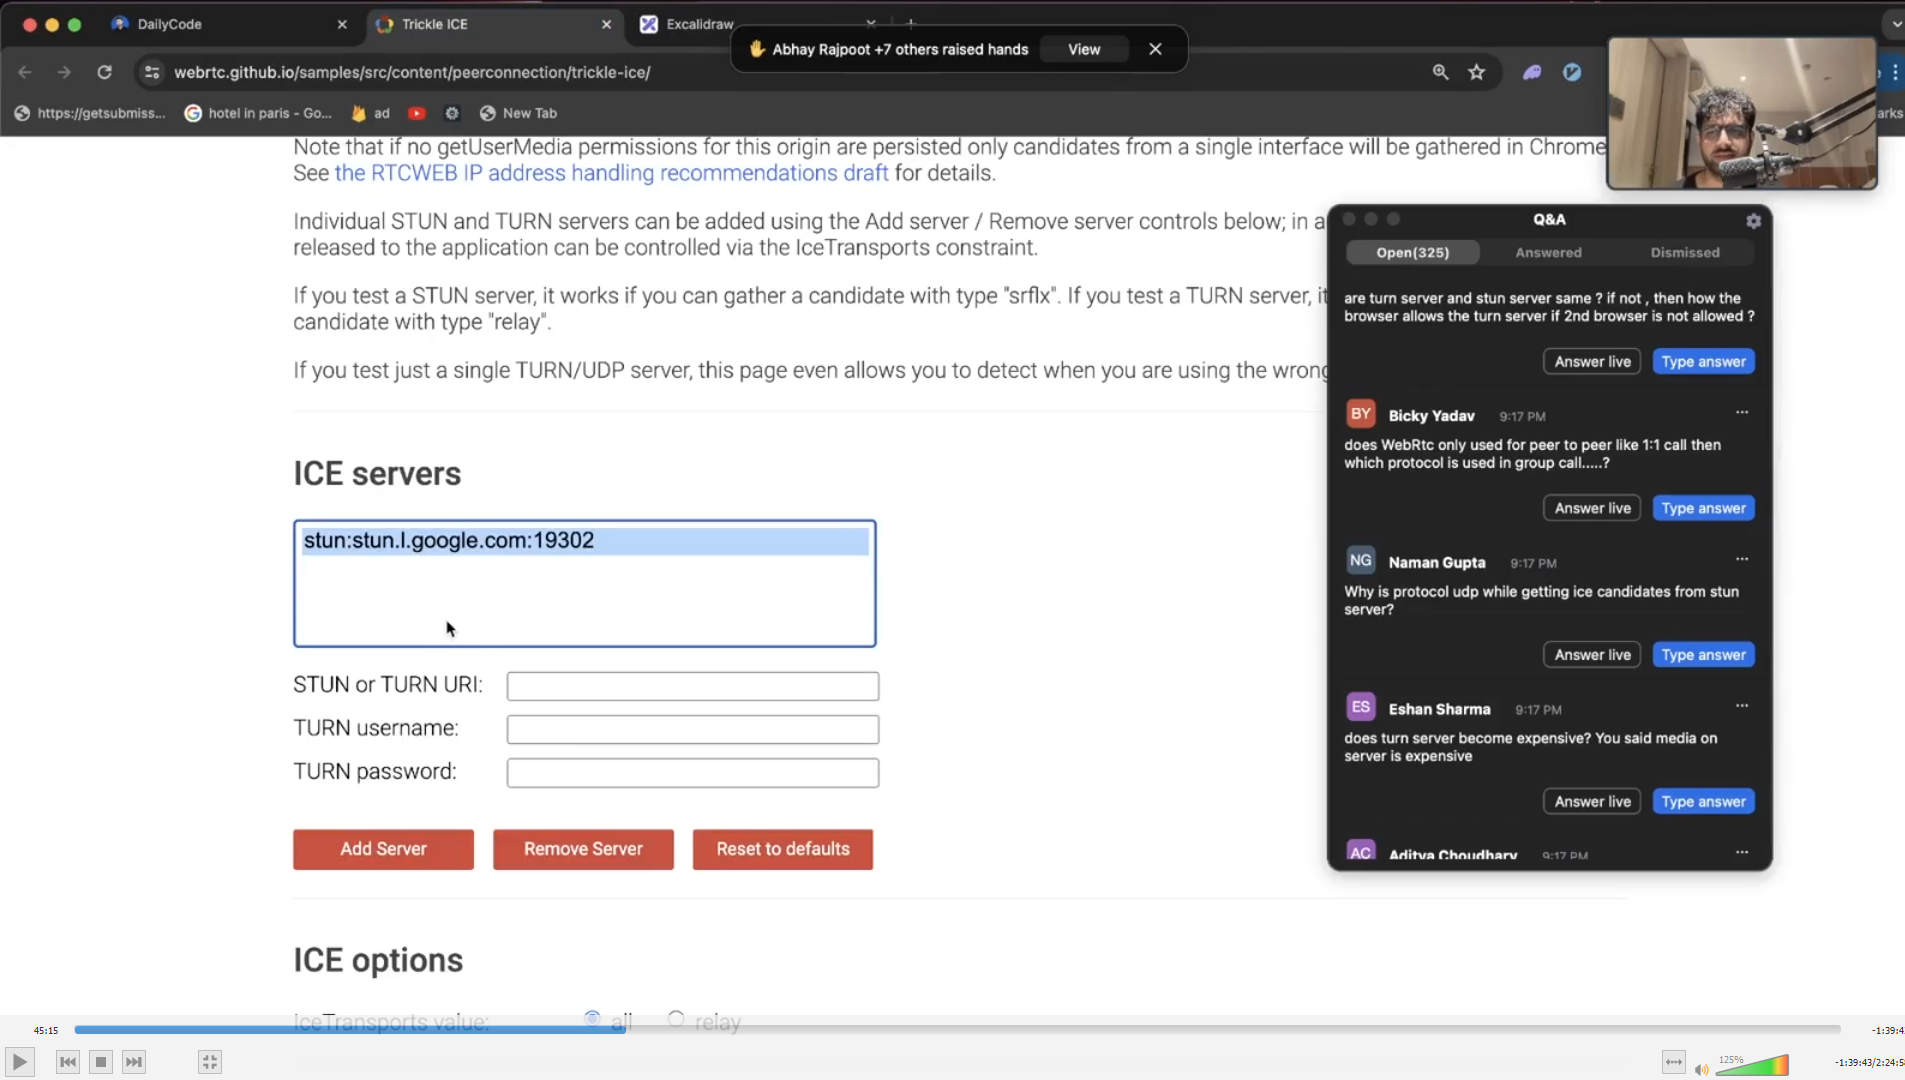 DailyCode
Trickle ICE
Excalidraw
Abhay Rajpoot +7 others raised hands
View
webrtc.github.io/samples/src/content/peerconnection/trickle-ice/
https://getsubmiss...
hotel in paris - Go...
ad
New Tab
arks
Note that if no getUserMedia permissions for this origin are persisted only candidates from a single interface will be gathered in Chrome
See the RTCWEB IP address handling recommendations draft for details.
Individual STUN and TURN servers can be added using the Add server / Remove server controls below; in a
released to the application can be controlled via the IceTransports constraint.
If you test a STUN server, it works if you can gather a candidate with type "srflx". If you test a TURN server, it
candidate with type "relay".
If you test just a single TURN/UDP server, this page even allows you to detect when you are using the wrong
ICE servers
stun:stun.l.google.com:19302
STUN or TURN URI:
TURN username:
TURN password:
Add Server
Remove Server
Reset to defaults
ICE options
IceTransports value:
all
relay
Q&A
Open(325)
Answered
Dismissed
are turn server and stun server same ? if not , then how the
browser allows the turn server if 2nd browser is not allowed ?
Answer live
Type answer
BY
Bicky Yadav
9:17 PM
does WebRtc only used for peer to peer like 1:1 call then
which protocol is used in group call.....?
Answer live
Type answer
NG
Naman Gupta
9:17 PM
Why is protocol udp while getting ice candidates from stun
server?
Answer live
Type answer
ES
Eshan Sharma
9:17 PM
does turn server become expensive? You said media on
server is expensive
Answer live
Type answer
AC
Aditya Choudhary
9:17 PM
45:15
-1:39:4
125%
-1:39:43/2:24:5